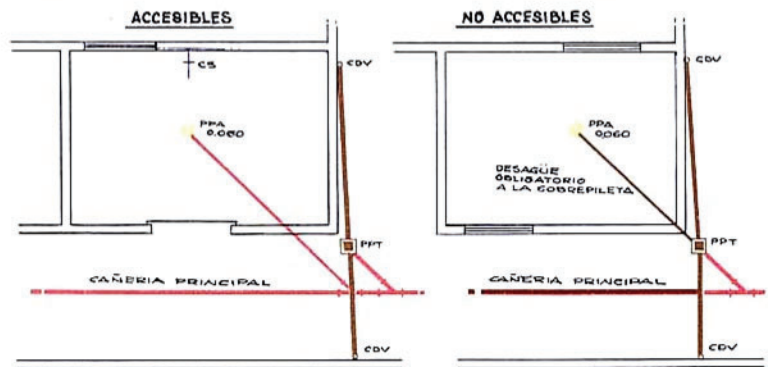 ACCESIBLES
CS
CDV
PPA
0.060
PPT
CAÑERIA PRINCIPAL
CDV
NO ACCESIBLES
CDV
PPA
0,060
DESAGÜE
OBLIGATORIO
A LA SOBREPILETA
PPT
CAÑERIA PRINCIPAL
CDV